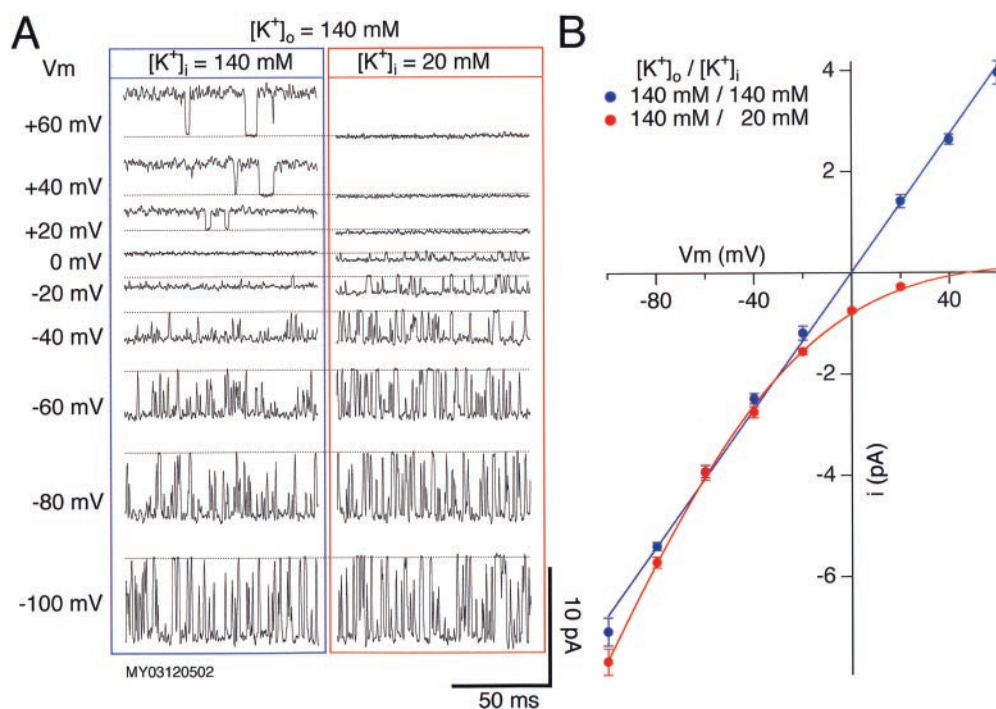 A
[K⁺]o = 140 mM
Vm
[K⁺]i = 140 mM
[K⁺]i = 20 mM
+60 mV
+40 mV
+20 mV
0 mV
-20 mV
-40 mV
-60 mV
-80 mV
-100 mV
MY03120502
50 ms
10 pA
B
[K⁺]o / [K⁺]i
140 mM / 140 mM
140 mM / 20 mM
4
2
Vm (mV)
-80
-40
0
40
-2
-4
i (pA)
-6